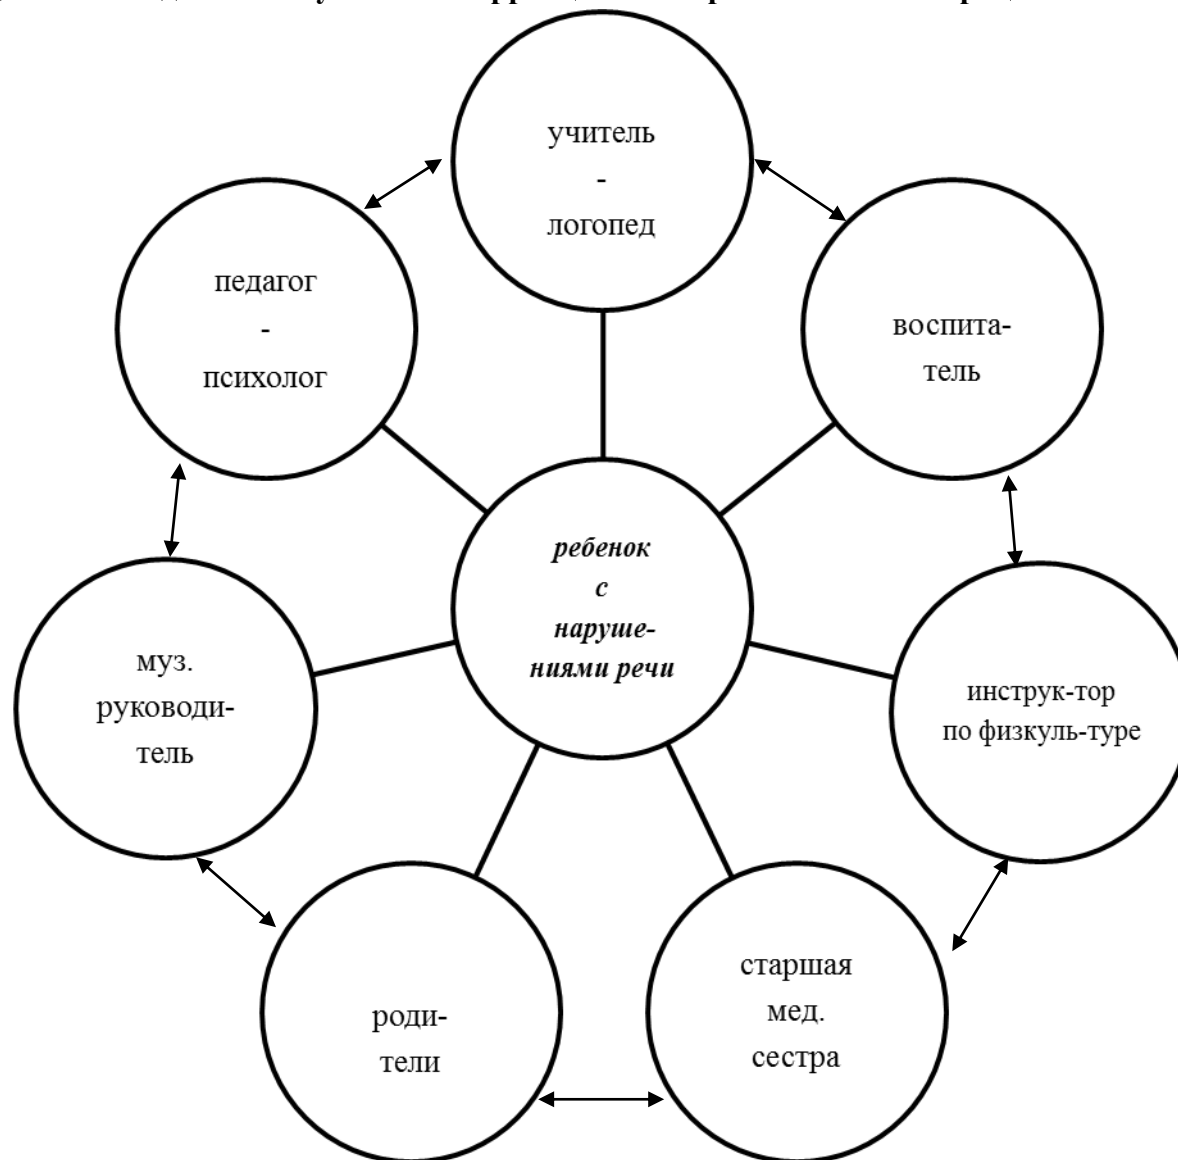 учитель
-
логопед
педагог
-
психолог
воспита-
тель
ребенок
с
наруше-
ниями речи
муз.
руководи-
тель
инструк-тор
по физкуль-туре
роди-
тели
старшая
мед.
сестра